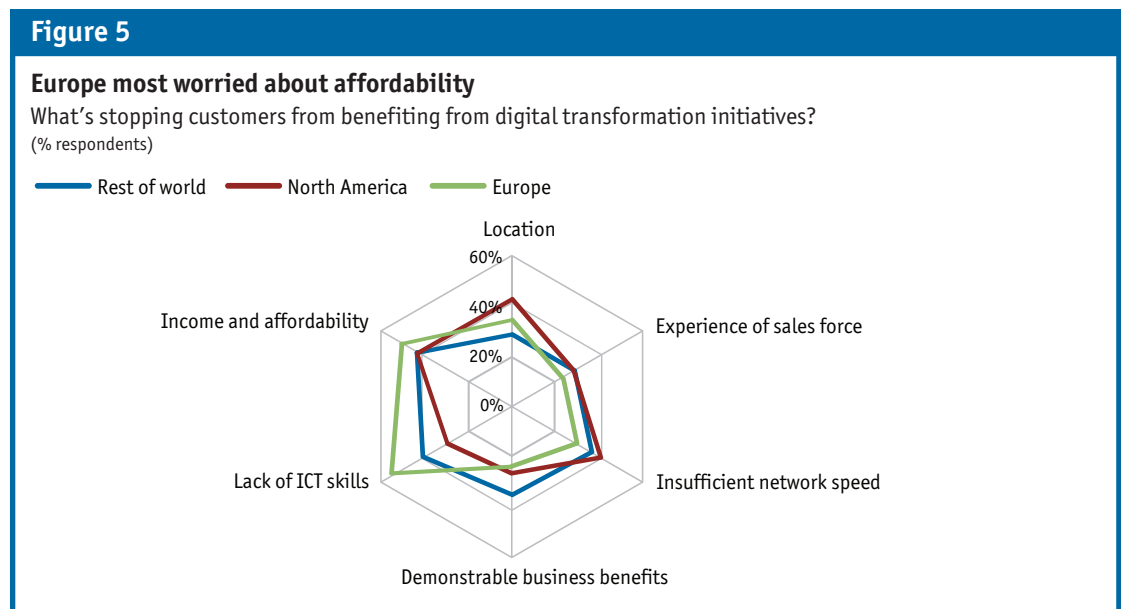 Figure 5
Europe most worried about affordability
What's stopping customers from benefiting from digital transformation initiatives?
(% respondents)
Rest of world North America Europe
Location
60%
40%
Income and affordability
Experience of sales force
20%
0%
Lack of ICT skills
Insufficient network speed
Demonstrable business benefits